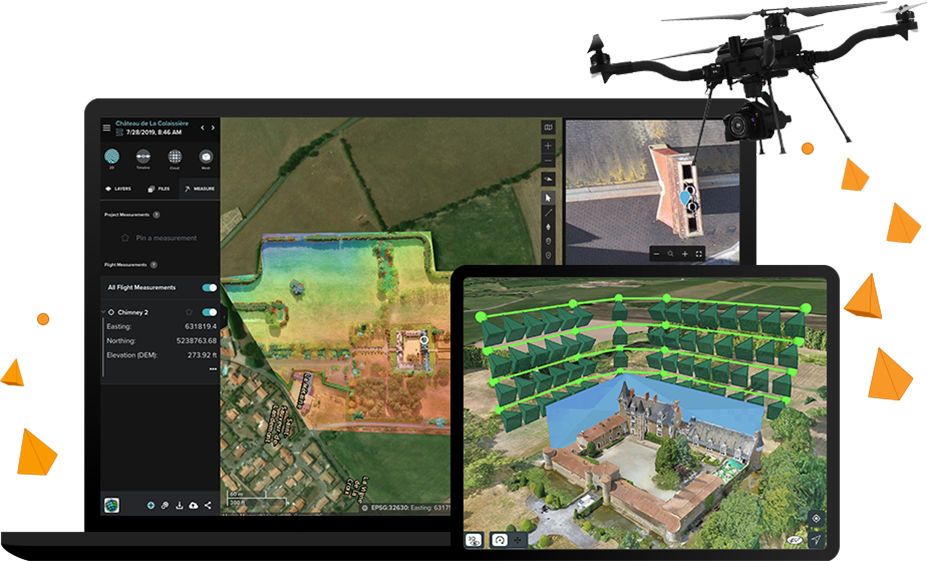 Château de La Colaissière
7/28/2019, 8:46 AM
2D
Timeline
Cloud
Mesh
LAYERS
FILES
MEASURE
Project Measurements
Pin a measurement
Flight Measurements
All Flight Measurements
Chimney 2
Easting: 631819.4
Northing: 5238763.68
Elevation (DEM): 273.92 ft
60 m
300 ft
EPSG:32630: Easting: 6317
3D